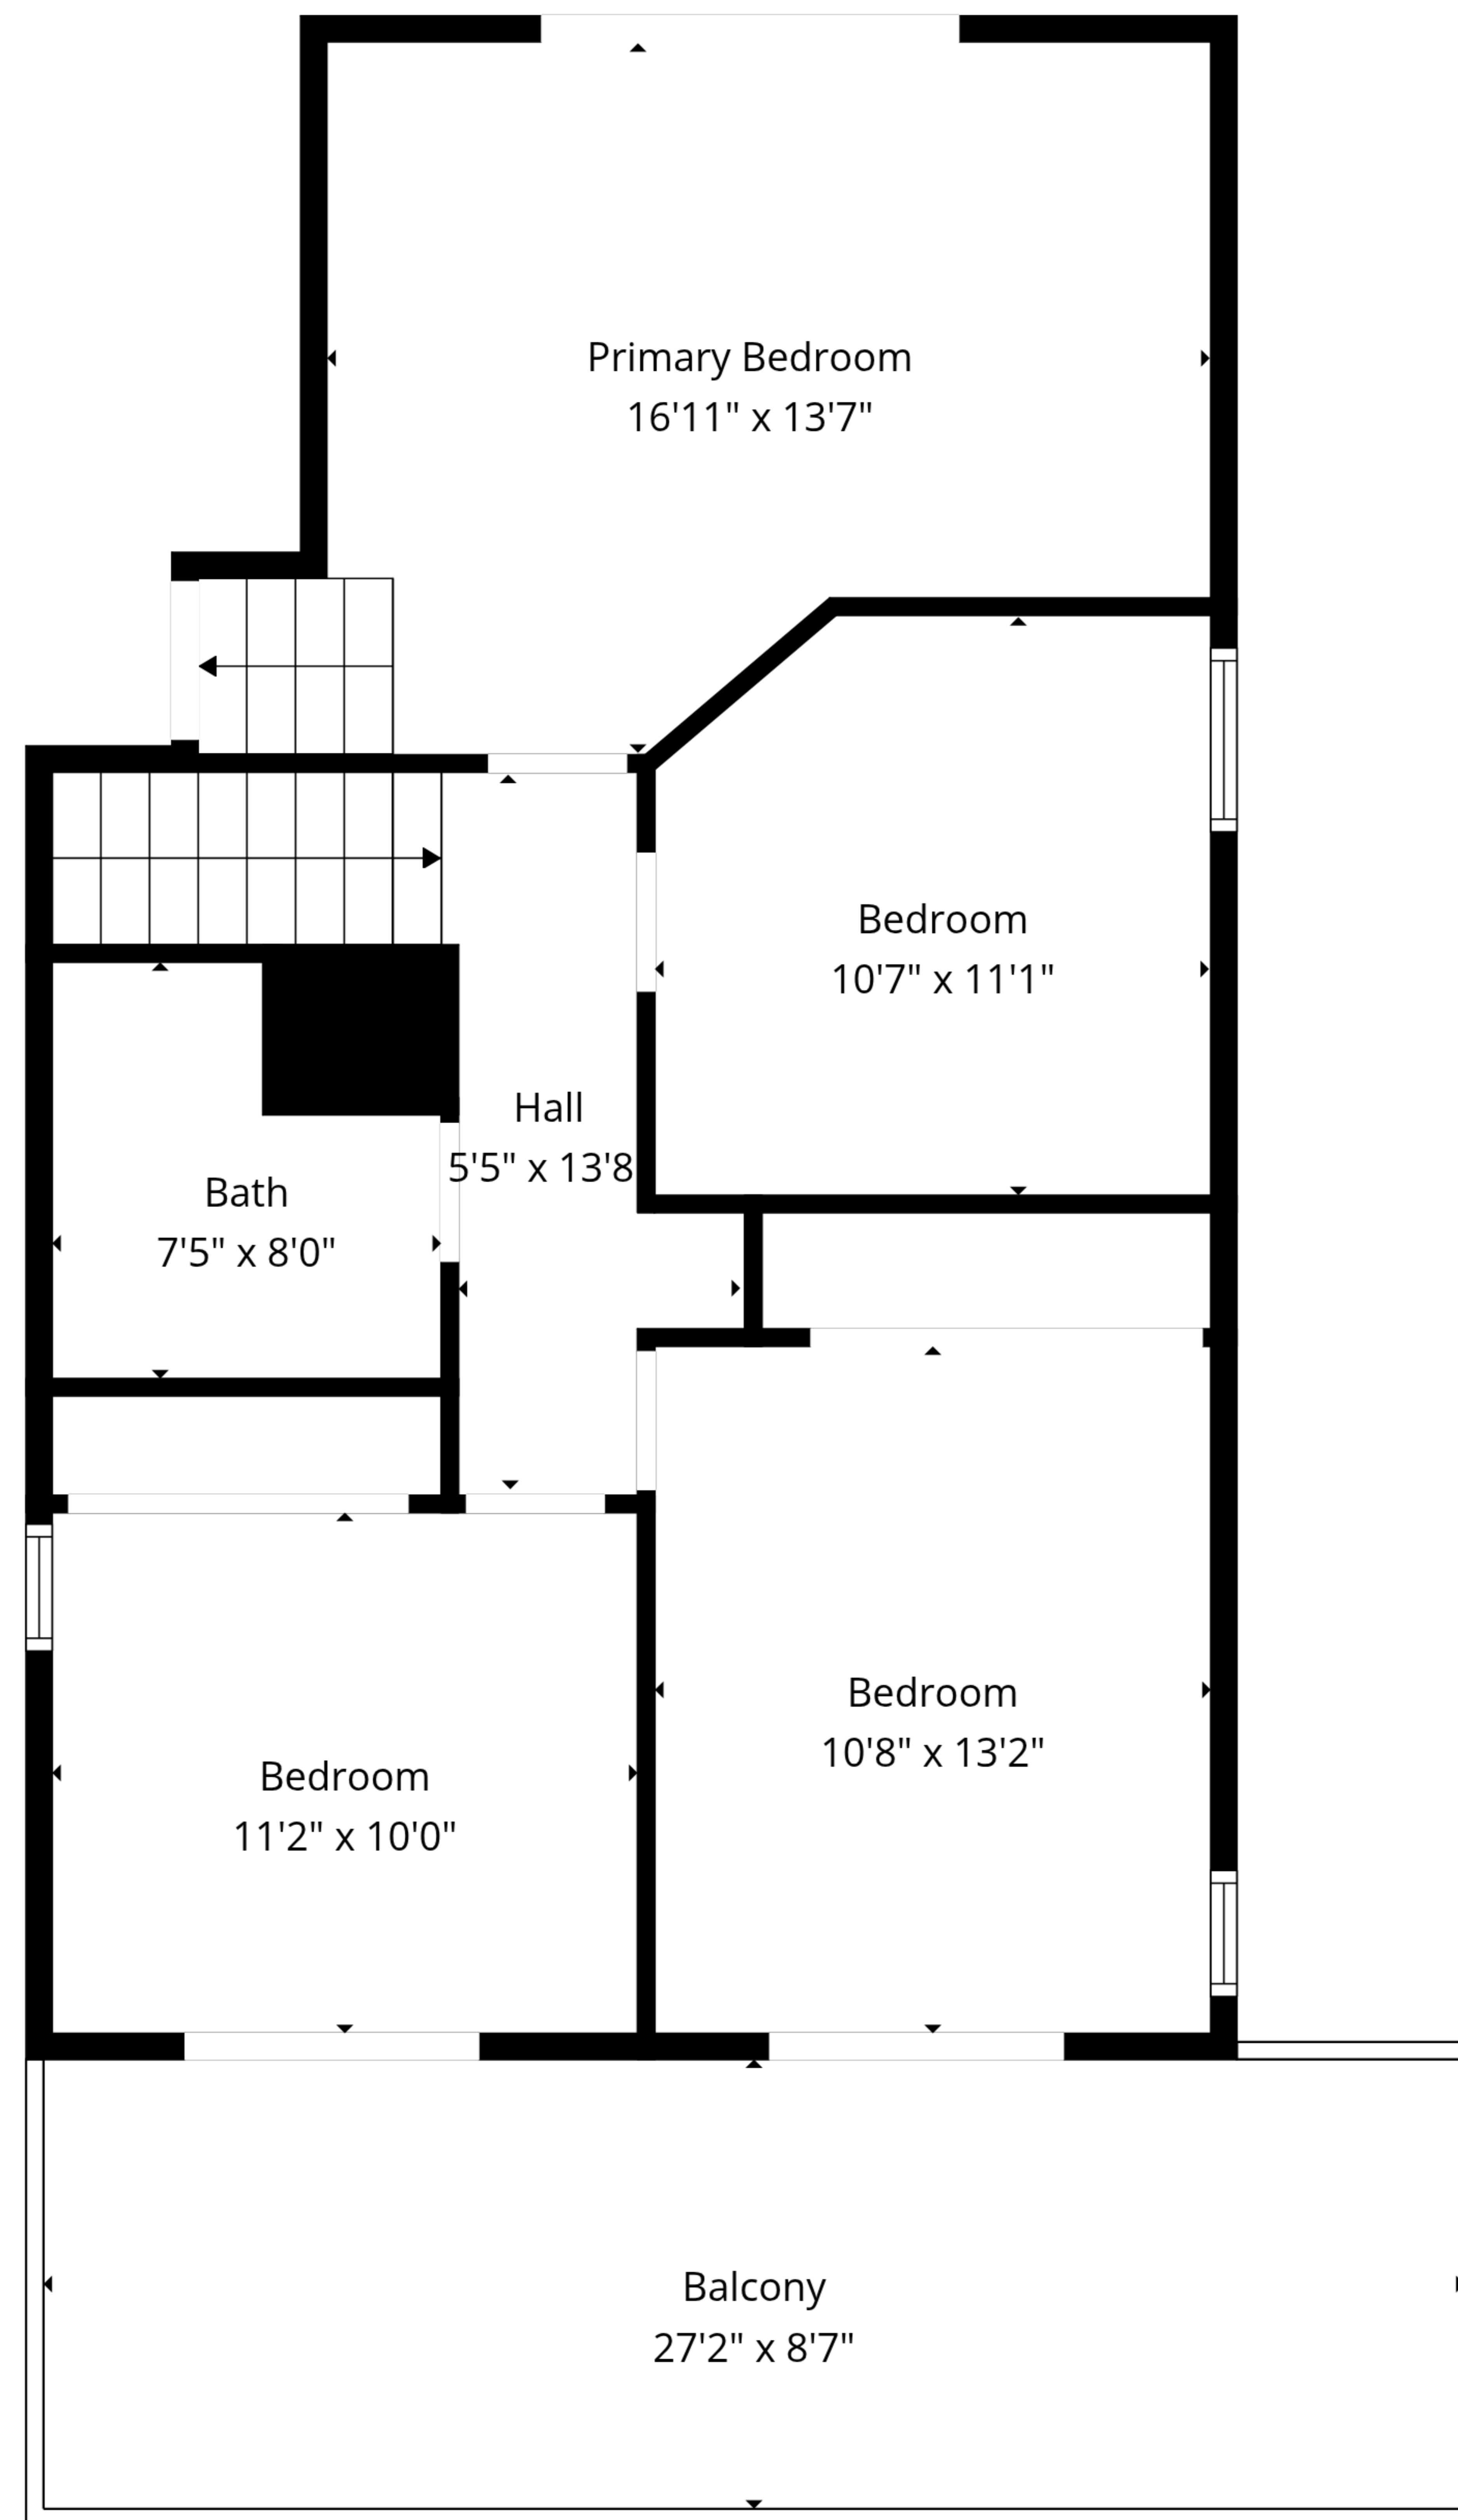 Primary Bedroom
16'11" x 13'7"
Bedroom
10'7" x 11'1"
Hall
5'5" x 13'8
Bath
7'5" x 8'0"
Bedroom
10'8" x 13'2"
Bedroom
11'2" x 10'0"
Balcony
27'2" x 8'7"